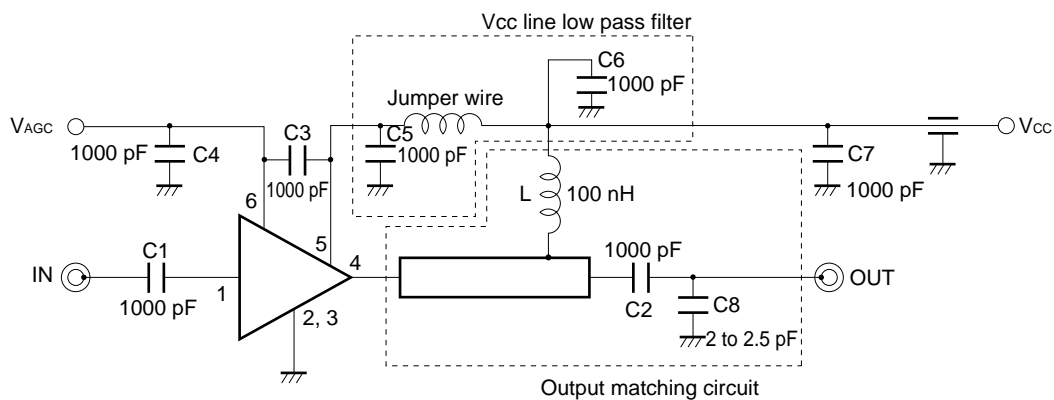 Vcc line low pass filter
C6
1000 pF
Jumper wire
VAGC
C3
C5
VCC
1000 pF
C4
1000 pF
C7
1000 pF
6
1000 pF
L
100 nH
5
C1
4
1000 pF
IN
OUT
1000 pF
1
C2
C8
2, 3
2 to 2.5 pF
Output matching circuit